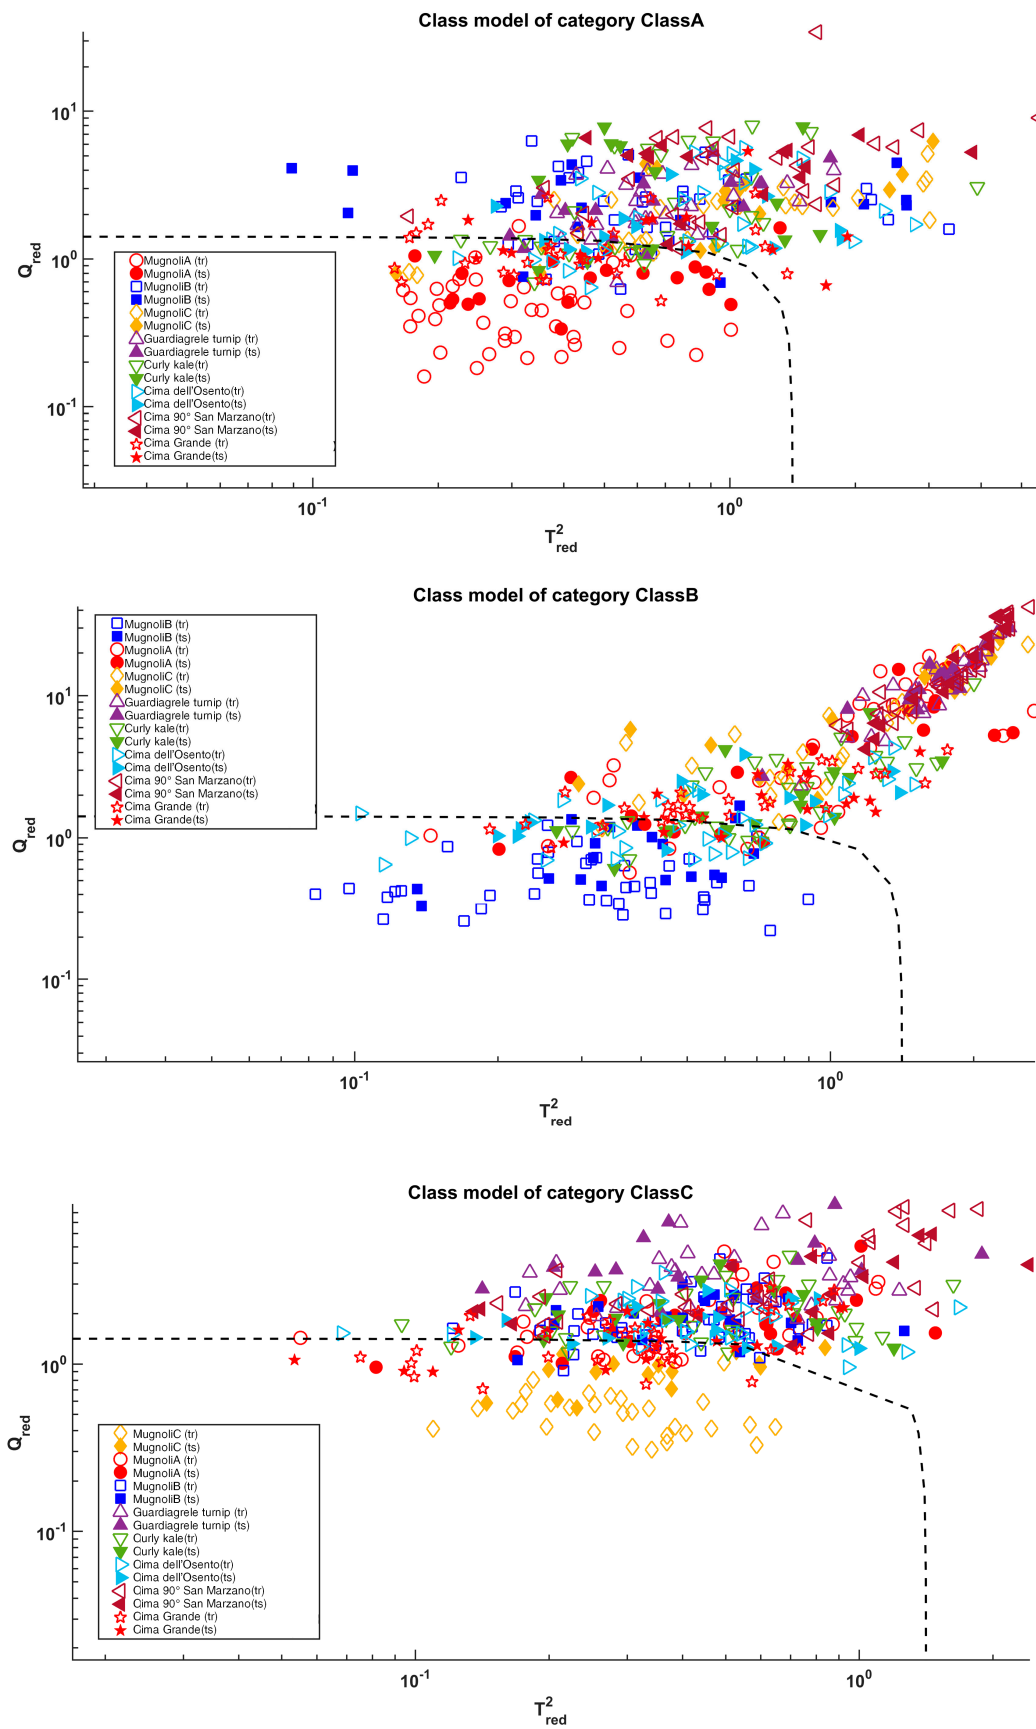 Class model of category ClassA
10^1
10^0
10^-1
Q_red
MugnoliA (tr)
MugnoliA (ts)
MugnoliB (tr)
MugnoliB (ts)
MugnoliC (tr)
MugnoliC (ts)
Guardiagrele turnip (tr)
Guardiagrele turnip (ts)
Curly kale(tr)
Curly kale(ts)
Cima dell'Osento(tr)
Cima dell'Osento(ts)
Cima 90° San Marzano(tr)
Cima 90° San Marzano(ts)
Cima Grande (tr)
Cima Grande(ts)
10^-1
10^0
T^2_red
Class model of category ClassB
MugnoliB (tr)
MugnoliB (ts)
MugnoliA (tr)
MugnoliA (ts)
MugnoliC (tr)
MugnoliC (ts)
Guardiagrele turnip (tr)
Guardiagrele turnip (ts)
Curly kale(tr)
Curly kale(ts)
Cima dell'Osento(tr)
Cima dell'Osento(ts)
Cima 90° San Marzano(tr)
Cima 90° San Marzano(ts)
Cima Grande (tr)
Cima Grande(ts)
10^1
10^0
10^-1
Q_red
10^-1
10^0
T^2_red
Class model of category ClassC
10^0
10^-1
Q_red
MugnoliC (tr)
MugnoliC (ts)
MugnoliA (tr)
MugnoliA (ts)
MugnoliB (tr)
MugnoliB (ts)
Guardiagrele turnip (tr)
Guardiagrele turnip (ts)
Curly kale(tr)
Curly kale(ts)
Cima dell'Osento(tr)
Cima dell'Osento(ts)
Cima 90° San Marzano(tr)
Cima 90° San Marzano(ts)
Cima Grande (tr)
Cima Grande(ts)
10^-1
10^0
T^2_red